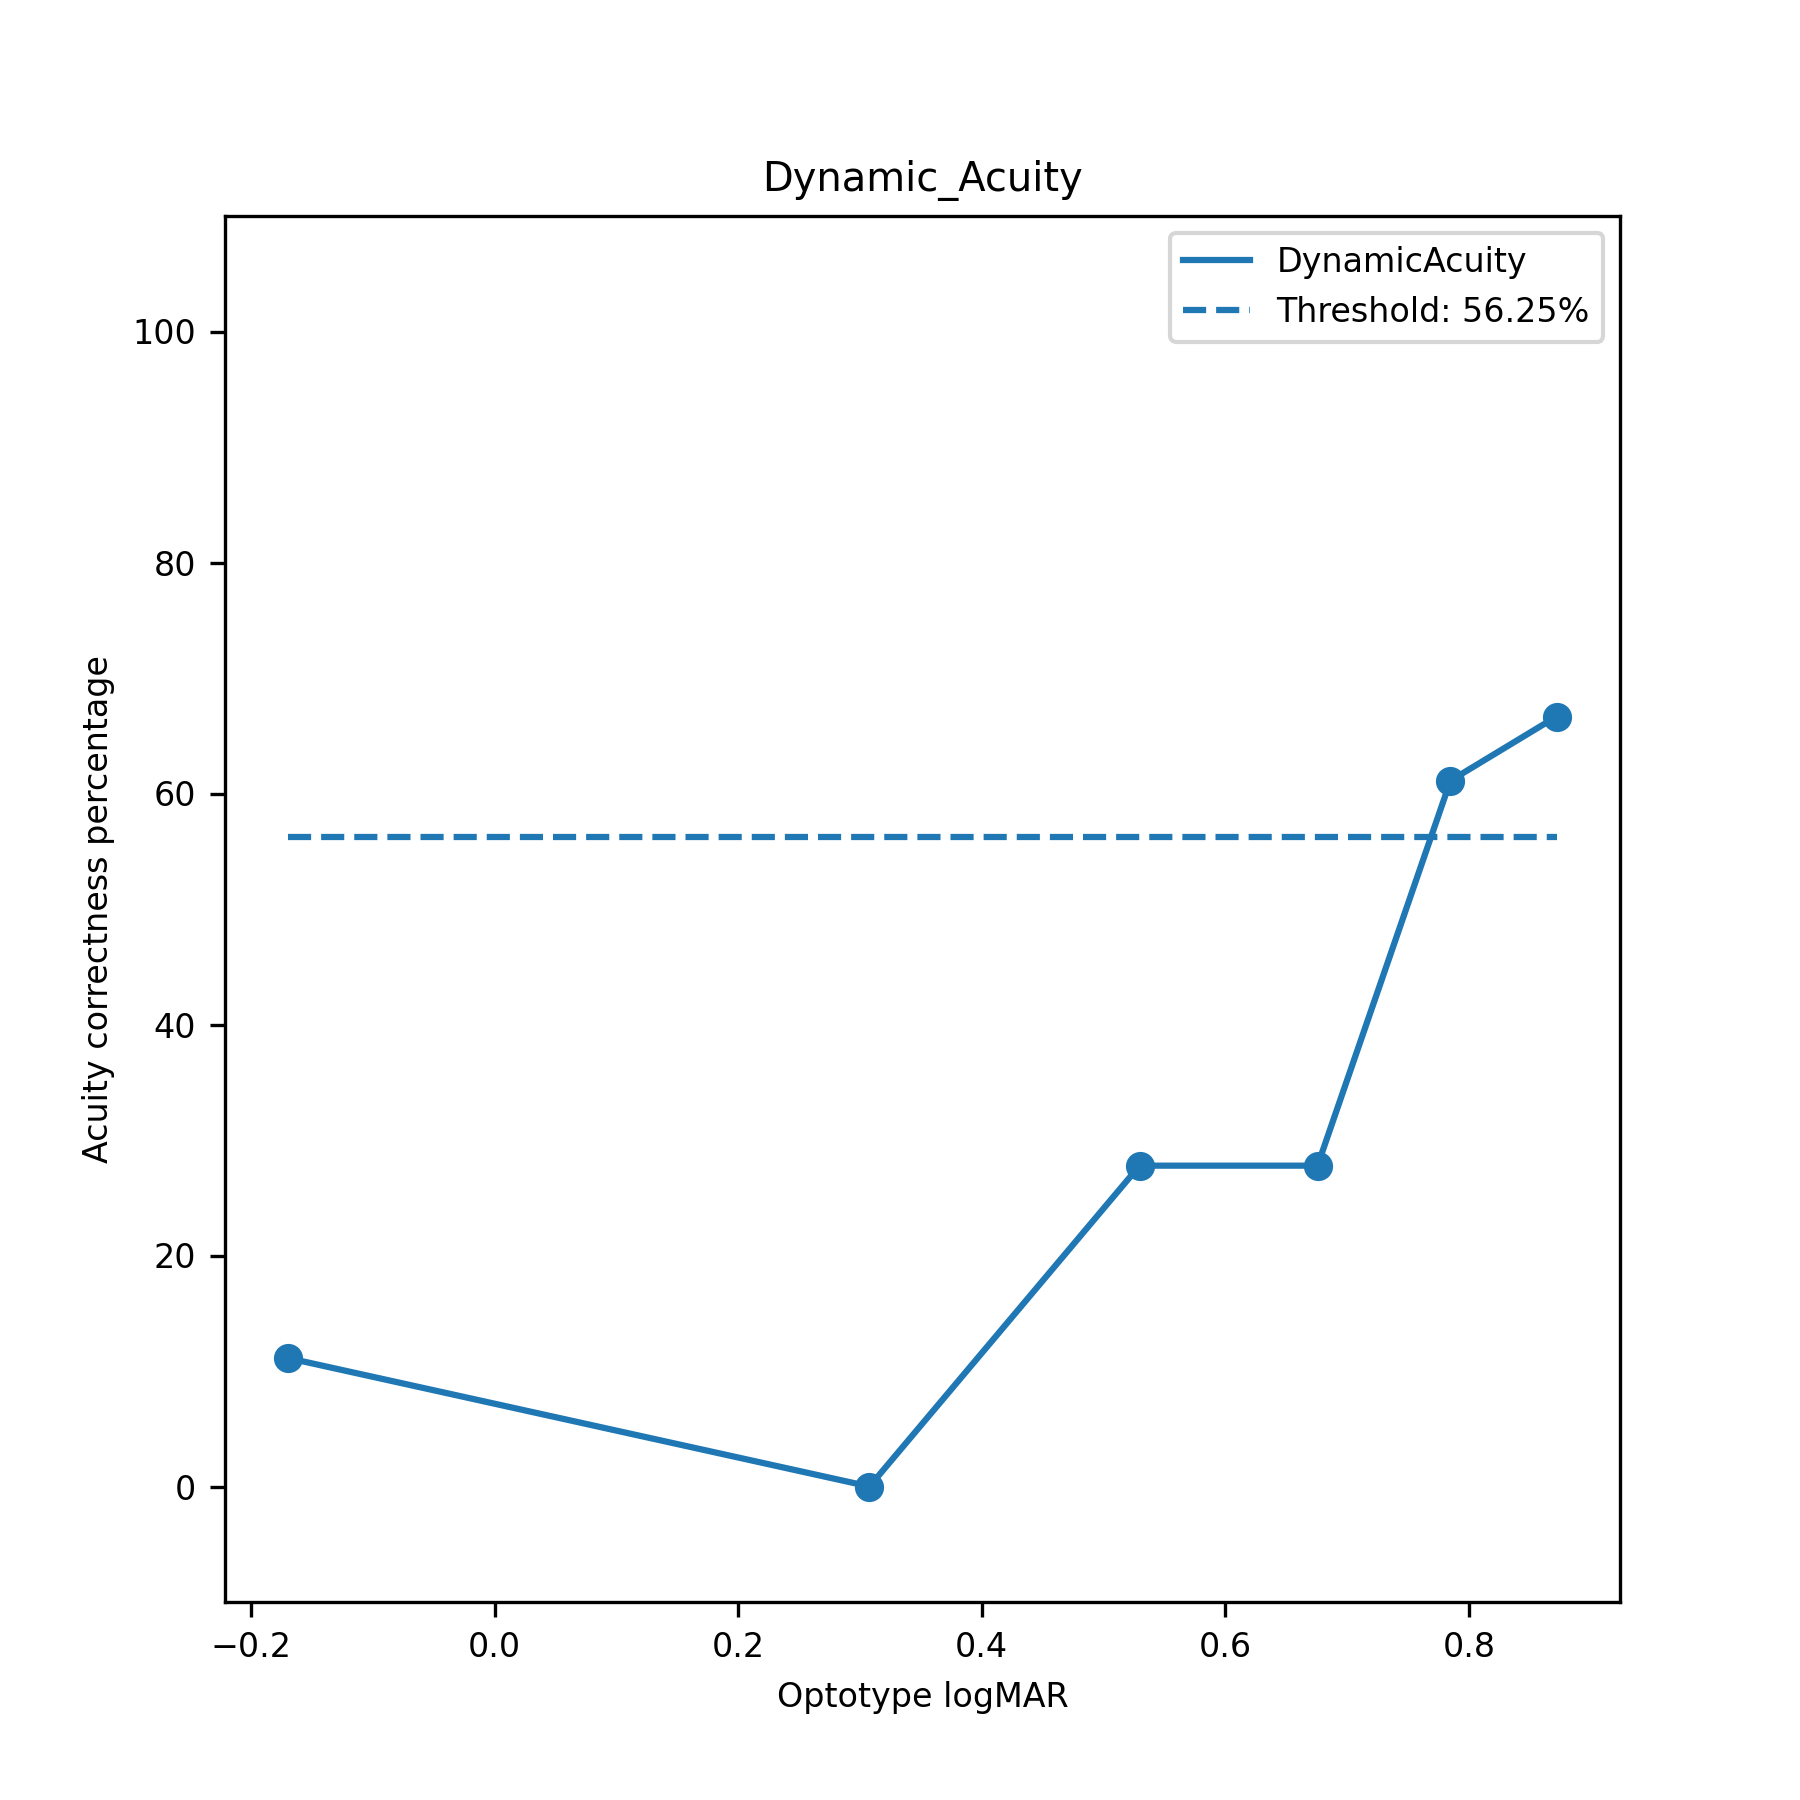 Dynamic_Acuity
DynamicAcuity
Threshold: 56.25%
100
80
60
40
20
0
Acuity correctness percentage
−0.2 0.0 0.2 0.4 0.6 0.8
Optotype logMAR